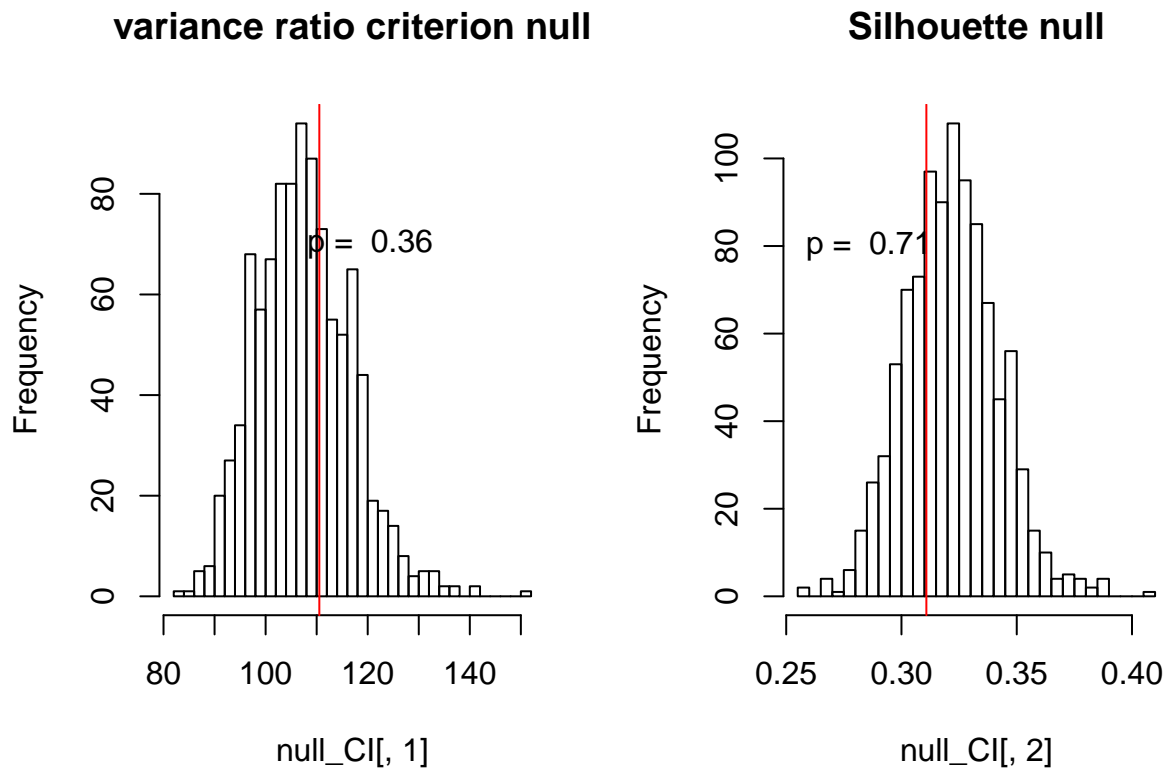 variance ratio criterion null
Frequency
0
20
40
60
80
p = 0.36
80
100
120
140
null_CI[, 1]
Silhouette null
Frequency
0
20
40
60
80
100
p = 0.71
0.25
0.30
0.35
0.40
null_CI[, 2]